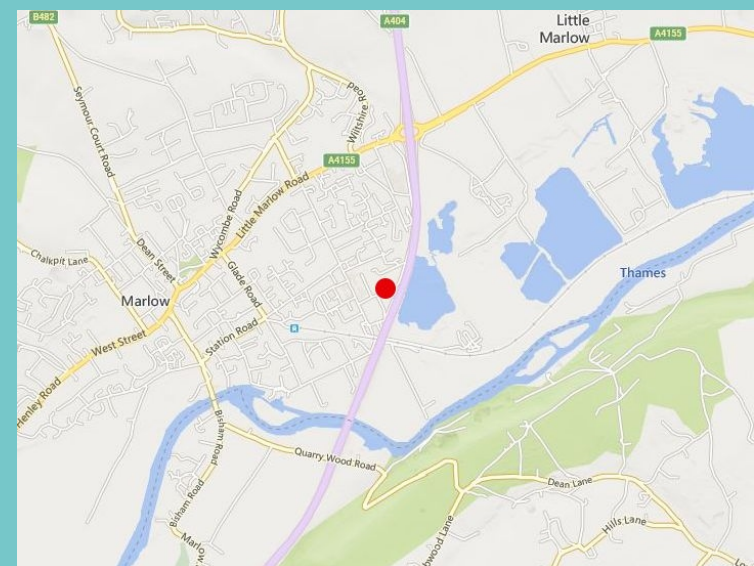 B482
A404
Little
Marlow
A4155
Seymour Court Road
Wiltshire Road
A4155
Little Marlow Road
Wycombe Road
Chalkpit Lane
Dean Street
Glade Road
Thames
Marlow
West Street
Station Road
Henley Road
Bisham Road
Quarry Wood Road
Bisham Road
Dean Lane
Hills Lane
Marlow